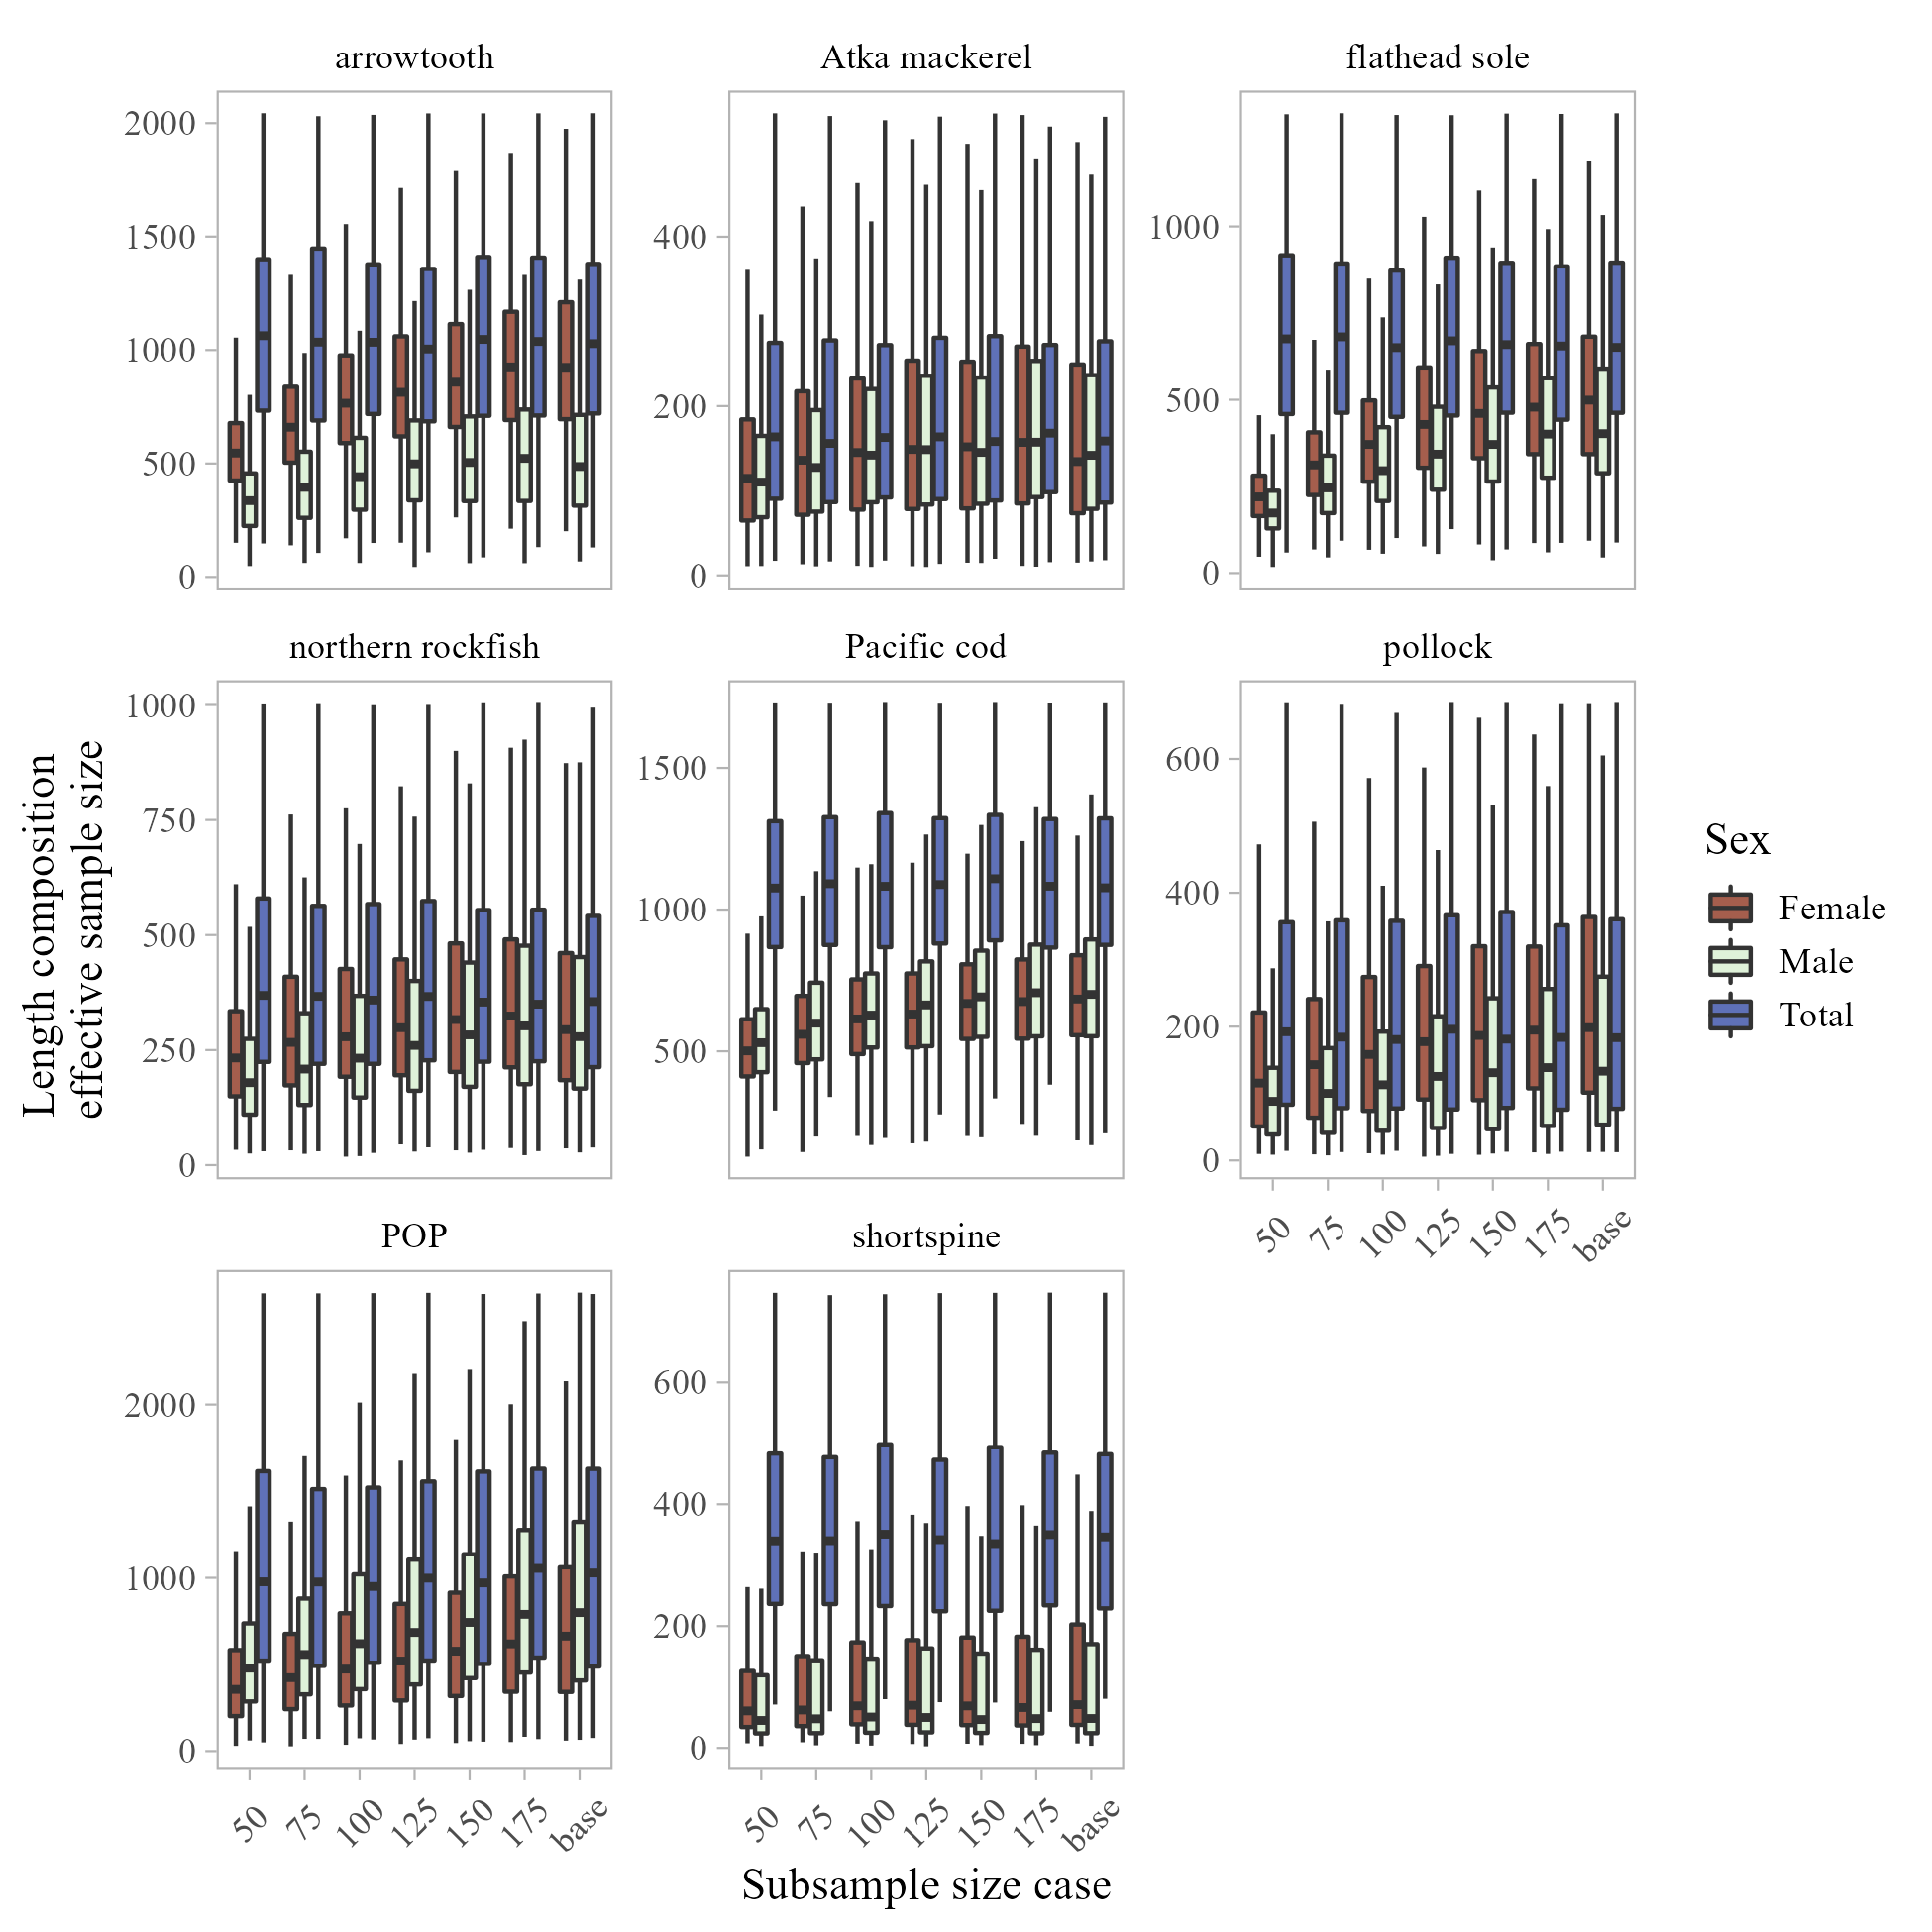 arrowtooth
Atka mackerel
flathead sole
2000
1500
1000
500
0
400
200
0
1000
500
0
northern rockfish
Pacific cod
pollock
1000
750
500
250
0
1500
1000
500
600
400
200
0
50
75
100
125
150
175
base
POP
shortspine
2000
1000
0
600
400
200
0
50
75
100
125
150
175
base
50
75
100
125
150
175
base
Length composition
effective sample size
Subsample size case
Sex
Female
Male
Total